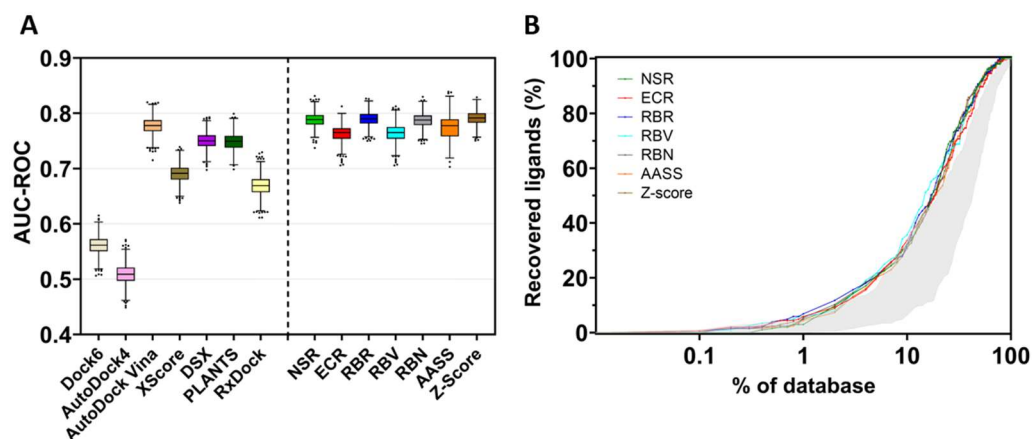 A
AUC-ROC
0.9
0.8
0.7
0.6
0.5
0.4
Dock6
AutoDock4
AutoDock Vina
XScore
DSX
PLANTS
RxDock
NSR
ECR
RBR
RBV
RBN
AASS
Z-Score
B
Recovered ligands (%)
100
80
60
40
20
0
NSR
ECR
RBR
RBV
RBN
AASS
Z-score
0.1
1
10
100
% of database